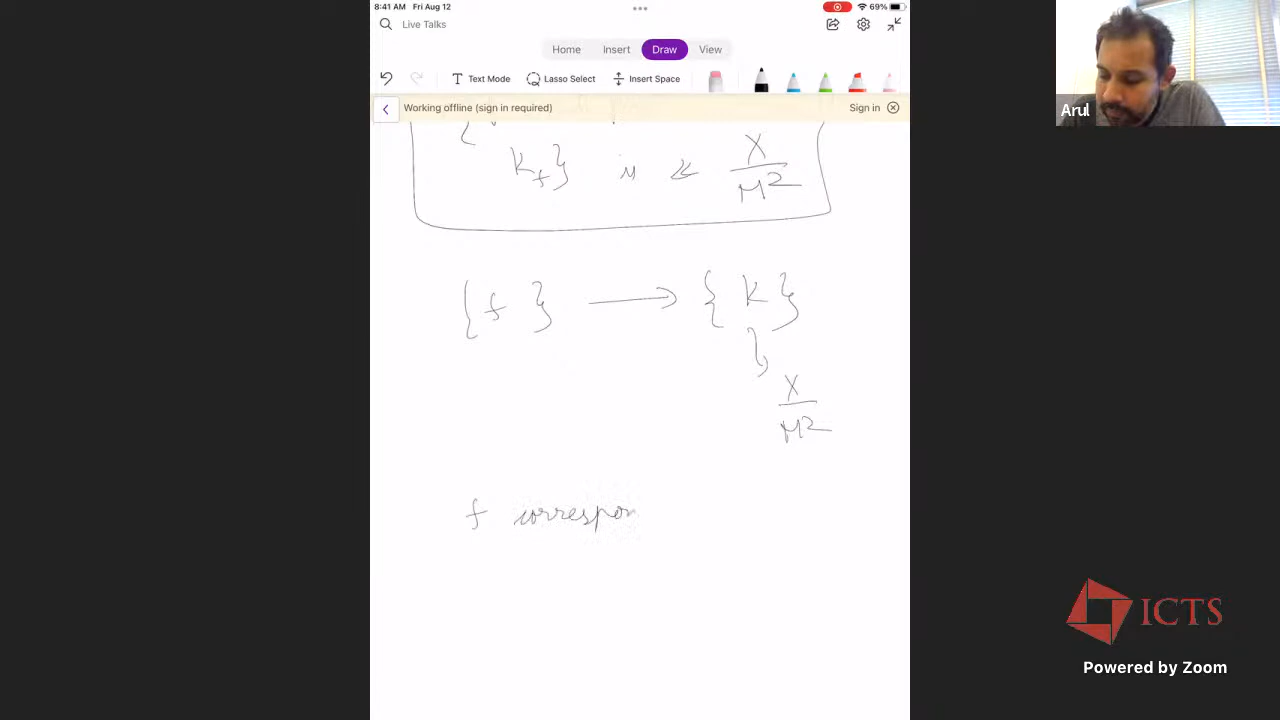 8:41 AM Fri Aug 12
69%
Live Talks
Home Insert Draw View
Text Mode Lasso Select Insert Space
Working offline (sign in required) Sign in
K_f} is ≪ X/M²
{f} → {K}
X/M²
f correspon
Arul
ICTS
Powered by Zoom